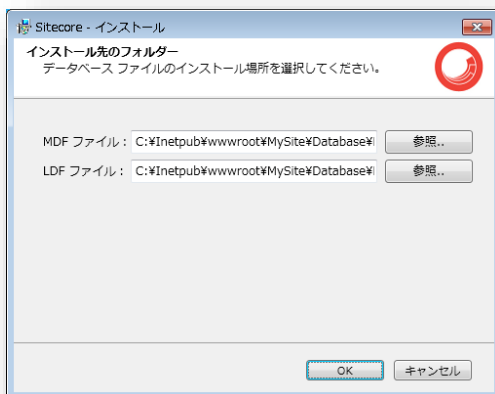 Sitecore - インストール
インストール先のフォルダー
データベース ファイルのインストール場所を選択してください。
MDF ファイル： C:¥Inetpub¥wwwroot¥MySite¥Database¥ 参照..
LDF ファイル： C:¥Inetpub¥wwwroot¥MySite¥Database¥ 参照..
OK キャンセル